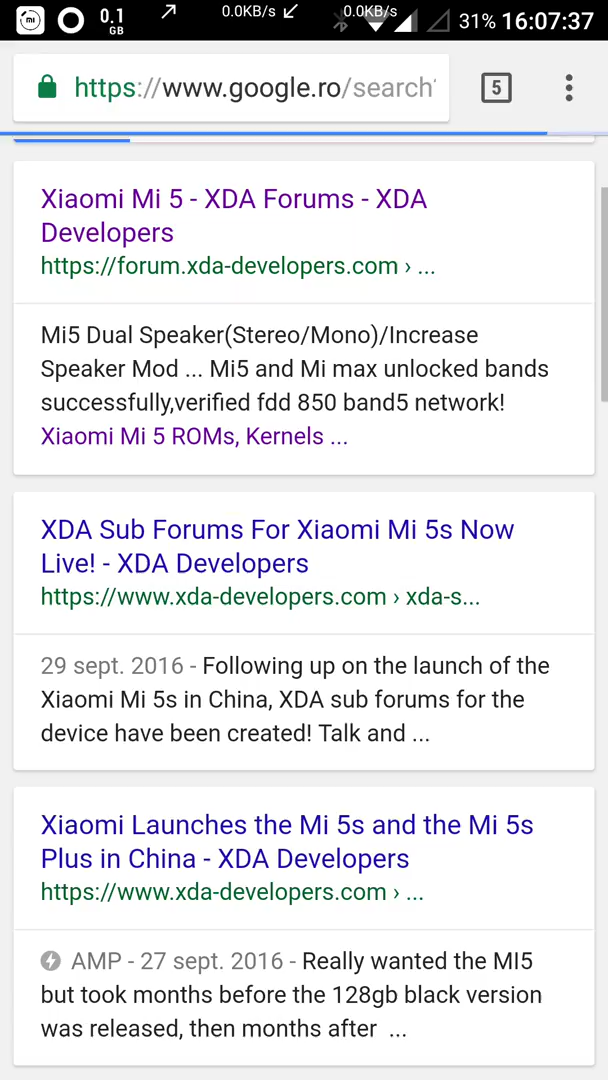 0.1 GB 0.0KB/s 0.0KB/s 31% 16:07:37
https://www.google.ro/search 5
Xiaomi Mi 5 - XDA Forums - XDA
Developers
https://forum.xda-developers.com › ...
Mi5 Dual Speaker(Stereo/Mono)/Increase
Speaker Mod ... Mi5 and Mi max unlocked bands
successfully,verified fdd 850 band5 network!
Xiaomi Mi 5 ROMs, Kernels ...
XDA Sub Forums For Xiaomi Mi 5s Now
Live! - XDA Developers
https://www.xda-developers.com › xda-s...
29 sept. 2016 - Following up on the launch of the
Xiaomi Mi 5s in China, XDA sub forums for the
device have been created! Talk and ...
Xiaomi Launches the Mi 5s and the Mi 5s
Plus in China - XDA Developers
https://www.xda-developers.com › ...
AMP - 27 sept. 2016 - Really wanted the MI5
but took months before the 128gb black version
was released, then months after ...